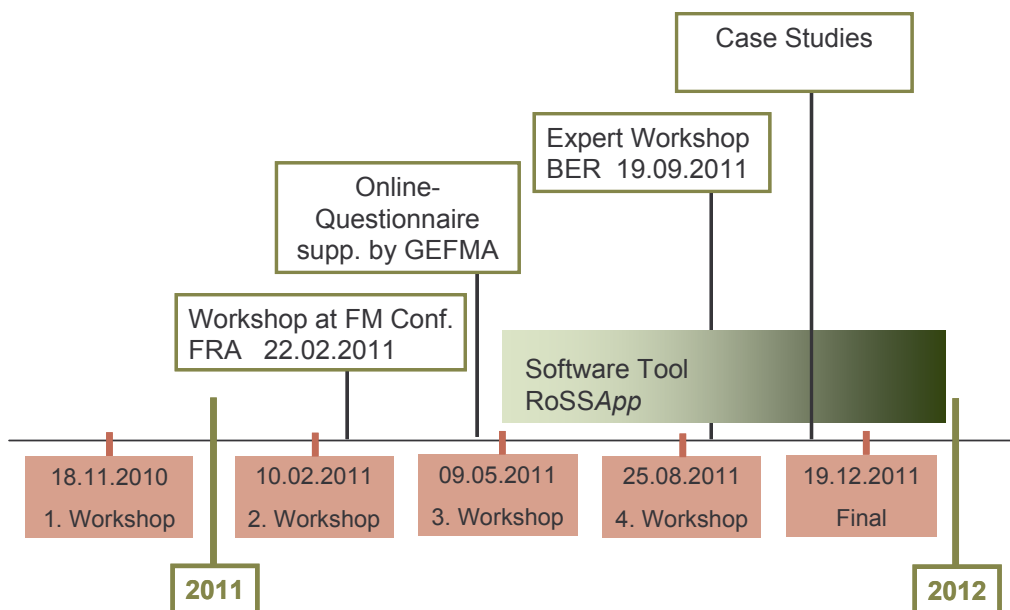 Case Studies
Expert Workshop
BER 19.09.2011
Online-
Questionnaire
supp. by GEFMA
Workshop at FM Conf.
FRA 22.02.2011
Software Tool
RoSSApp
18.11.2010
1. Workshop
10.02.2011
2. Workshop
09.05.2011
3. Workshop
25.08.2011
4. Workshop
19.12.2011
Final
2011
2012